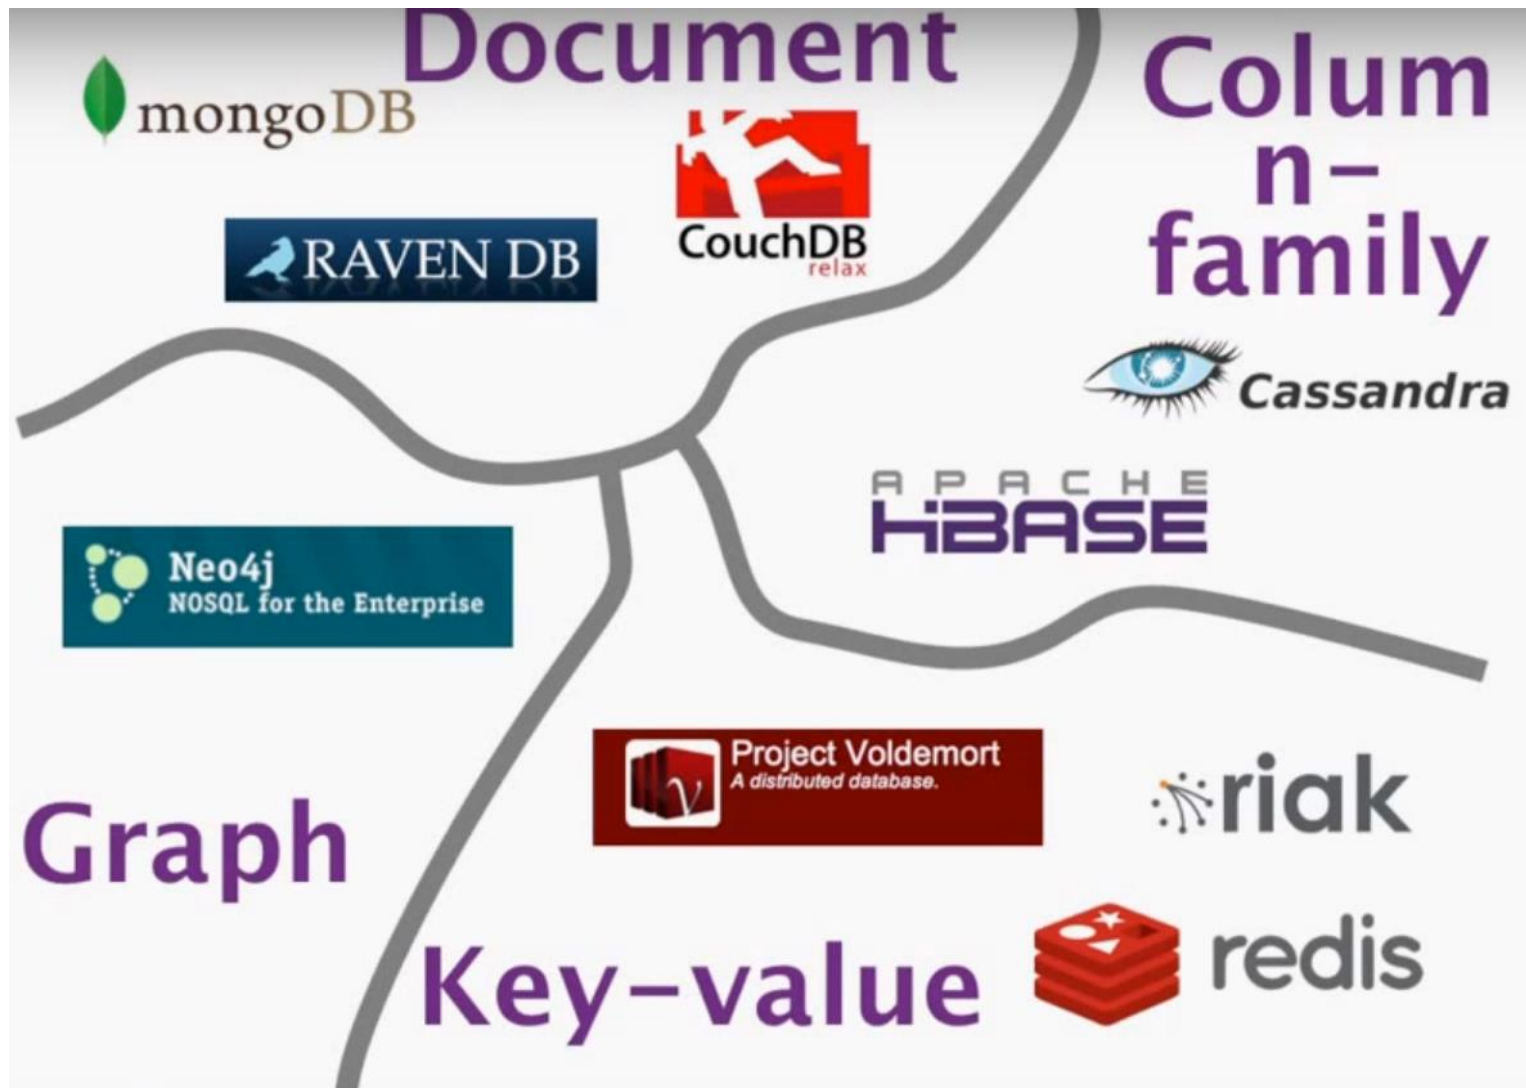 Document
mongoDB
CouchDB
relax
RAVEN DB
Colum
n-
family
Cassandra
APACHE
HBASE
Neo4j
NOSQL for the Enterprise
Graph
Project Voldemort
A distributed database.
riak
redis
Key-value